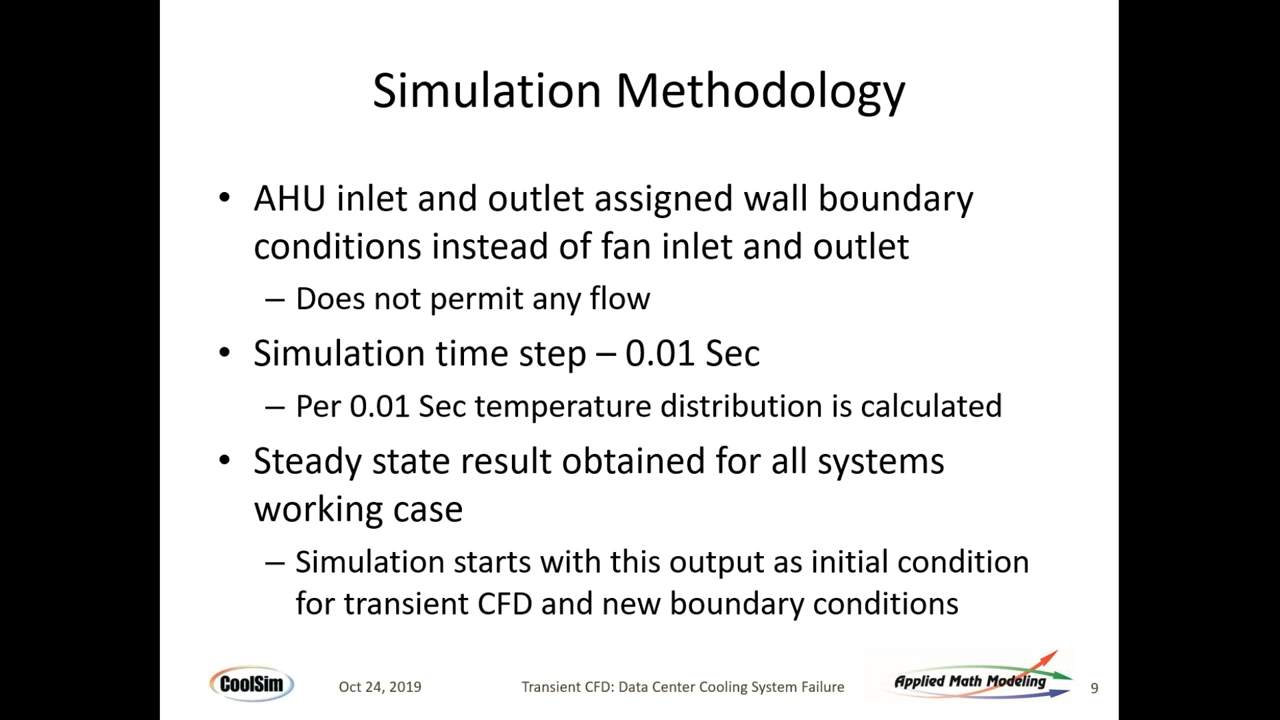 Simulation Methodology
• AHU inlet and outlet assigned wall boundary
conditions instead of fan inlet and outlet
– Does not permit any flow
• Simulation time step – 0.01 Sec
– Per 0.01 Sec temperature distribution is calculated
• Steady state result obtained for all systems
working case
– Simulation starts with this output as initial condition
for transient CFD and new boundary conditions
CoolSim
Oct 24, 2019
Transient CFD: Data Center Cooling System Failure
Applied Math Modeling
9